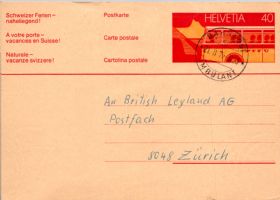 Schweizer Ferien –
naheliegend!
A votre porte –
vacances en Suisse!
Naturale –
vacanze svizzere!
Postkarte
Carte postale
Cartolina postale
HELVETIA 40
An British Leyland AG
Postfach
8048 Zürich